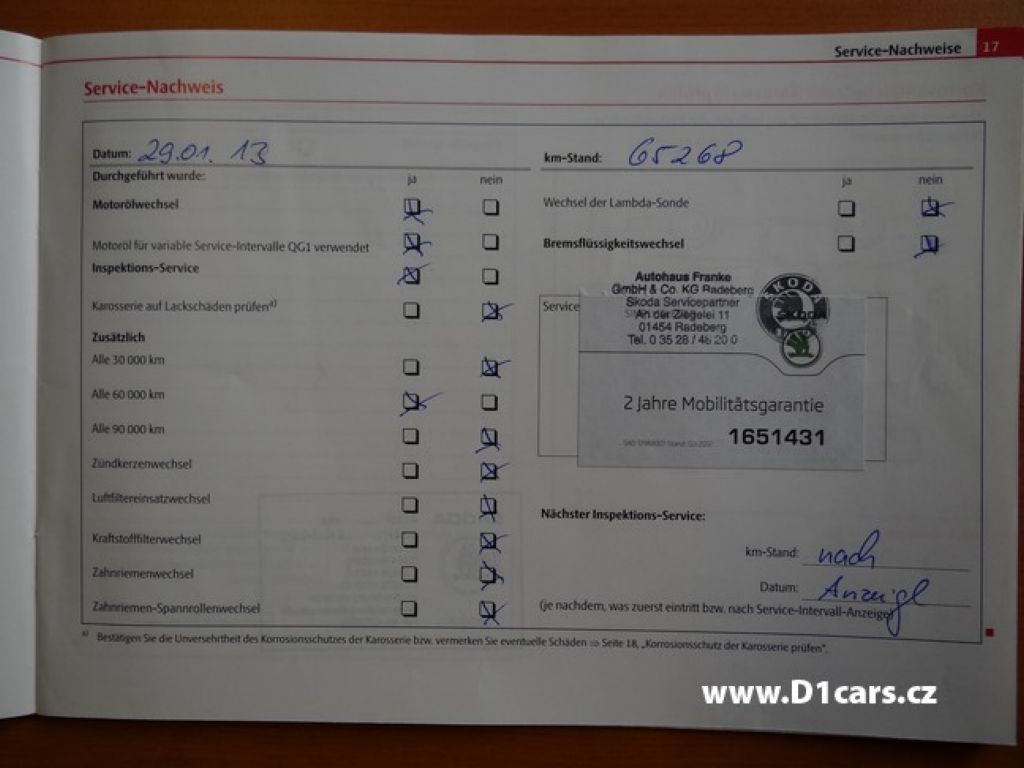 Service-Nachweise 17
Service-Nachweis
Datum: 29.01. 13
km-Stand: 65268
Durchgeführt wurde: ja nein
ja nein
Motorölwechsel
Wechsel der Lambda-Sonde
Motoröl für variable Service-Intervalle QG1 verwendet
Bremsflüssigkeitswechsel
Inspektions-Service
Karosserie auf Lackschäden prüfen a)
Zusätzlich
Alle 30 000 km
Alle 60 000 km
Alle 90 000 km
Zündkerzenwechsel
Luftfiltereinsatzwechsel
Kraftstofffilterwechsel
Zahnriemenwechsel
Zahnriemen-Spannrollenwechsel
Service
Autohaus Franke
GmbH & Co. KG Radeberg
Skoda Servicepartner
An der Ziegelei 11
01454 Radeberg
Tel. 0 35 28 / 48 20 0
SKODA
2 Jahre Mobilitätsgarantie
1651431
Nächster Inspektions-Service:
km-Stand: nach
Datum: Anzeige
(je nachdem, was zuerst eintritt bzw. nach Service-Intervall-Anzeige)
a) Bestätigen Sie die Unversehrtheit des Korrosionsschutzes der Karosserie bzw. vermerken Sie eventuelle Schäden ⇒ Seite 18, „Korrosionsschutz der Karosserie prüfen".
www.D1cars.cz